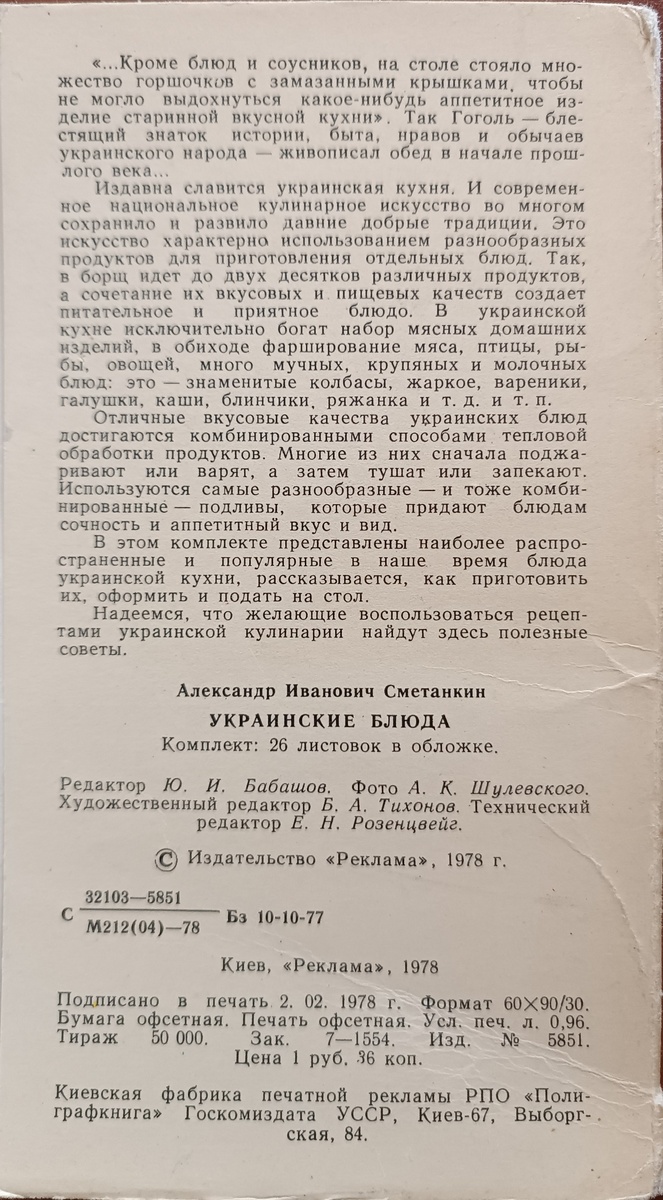 «...Кроме блюд и соусников, на столе стояло мно-
жество горшочков с замазанными крышками, чтобы
не могло выдохнуться какое-нибудь аппетитное из-
делие старинной вкусной кухни». Так Гоголь — бле-
стящий знаток истории, быта, нравов и обычаев
украинского народа — живописал обед в начале прош-
лого века...
Издавна славится украинская кухня. И современ-
ное национальное кулинарное искусство во многом
сохранило и развило давние добрые традиции. Это
искусство характерно использованием разнообразных
продуктов для приготовления отдельных блюд. Так,
в борщ идет до двух десятков различных продуктов,
а сочетание их вкусовых и пищевых качеств создает
питательное и приятное блюдо. В украинской
кухне исключительно богат набор мясных домашних
изделий, в обиходе фарширование мяса, птицы, ры-
бы, овощей, много мучных, крупяных и молочных
блюд: это — знаменитые колбасы, жаркое, вареники,
галушки, каши, блинчики, ряжанка и т. д. и т. п.
Отличные вкусовые качества украинских блюд
достигаются комбинированными способами тепловой
обработки продуктов. Многие из них сначала поджа-
ривают или варят, а затем тушат или запекают.
Используются самые разнообразные — и тоже комби-
нированные — подливы, которые придают блюдам
сочность и аппетитный вкус и вид.
В этом комплекте представлены наиболее распро-
страненные и популярные в наше время блюда
украинской кухни, рассказывается, как приготовить
их, оформить и подать на стол.
Надеемся, что желающие воспользоваться рецеп-
тами украинской кулинарии найдут здесь полезные
советы.
Александр Иванович Сметанкин
УКРАИНСКИЕ БЛЮДА
Комплект: 26 листовок в обложке.
Редактор Ю. И. Бабашов. Фото А. К. Шулевского.
Художественный редактор Б. А. Тихонов. Технический
редактор Е. Н. Розенцвейг.
© Издательство «Реклама», 1978 г.
32103—5851
С Бз 10-10-77
М212(04)—78
Киев, «Реклама», 1978
Подписано в печать 2. 02. 1978 г. Формат 60×90/30.
Бумага офсетная. Печать офсетная. Усл. печ. л. 0,96.
Тираж 50 000. Зак. 7—1554. Изд. № 5851.
Цена 1 руб. 36 коп.
Киевская фабрика печатной рекламы РПО «Поли-
графкнига» Госкомиздата УССР, Киев-67, Выборг-
ская, 84.